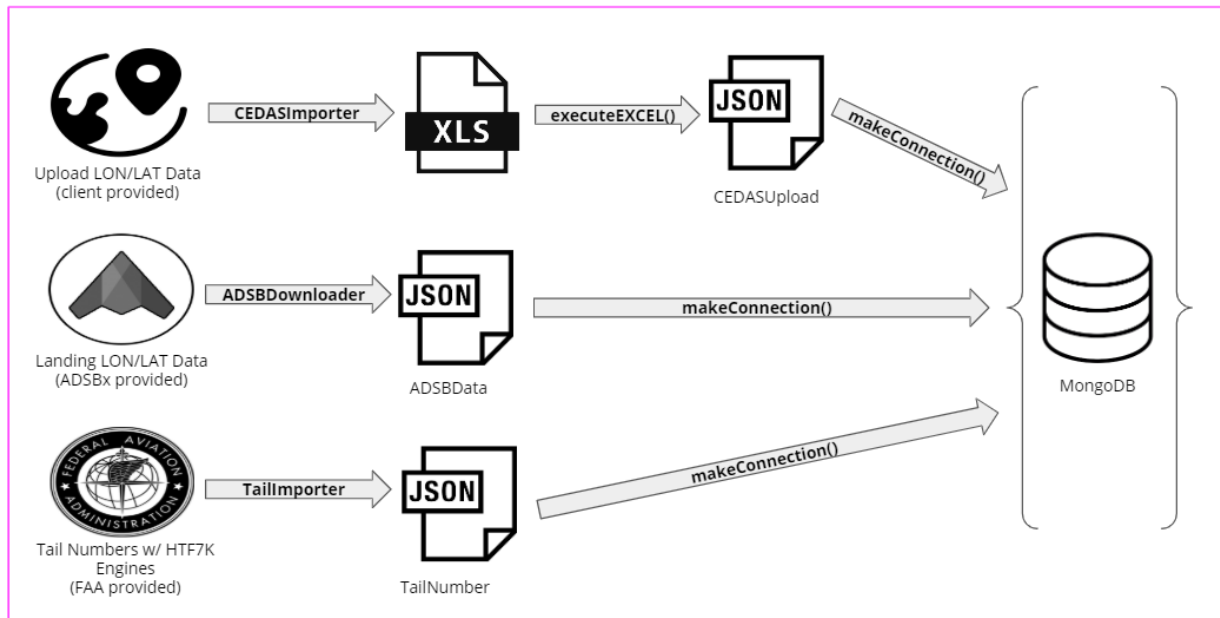 CEDASImporter
XLS
executeEXCEL()
JSON
makeConnection()
Upload LON/LAT Data
(client provided)
CEDASUpload
ADSBDownloader
JSON
makeConnection()
Landing LON/LAT Data
(ADSBx provided)
ADSBData
MongoDB
FEDERAL AVIATION
ADMINISTRATION
TailImporter
JSON
makeConnection()
Tail Numbers w/ HTF7K
Engines
(FAA provided)
TailNumber